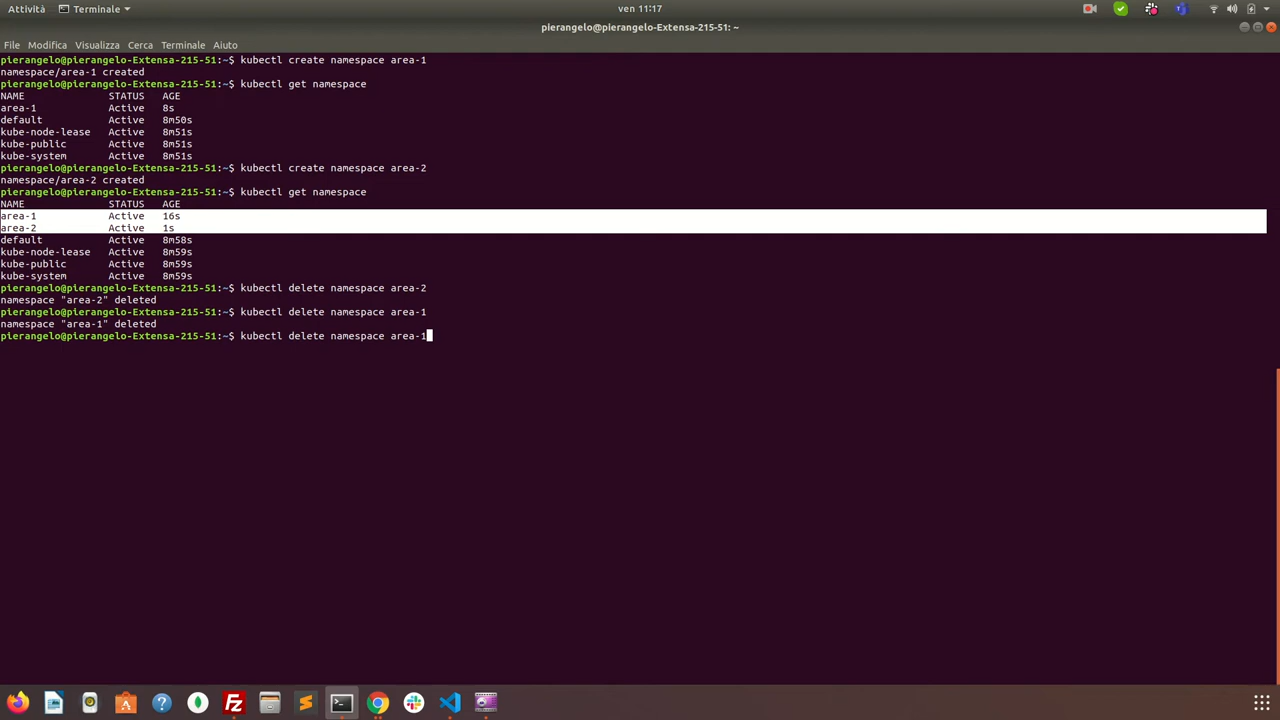 Attività Terminale ven 11:17
pierangelo@pierangelo-Extensa-215-51: ~
File Modifica Visualizza Cerca Terminale Aiuto
pierangelo@pierangelo-Extensa-215-51:~$ kubectl create namespace area-1
namespace/area-1 created
pierangelo@pierangelo-Extensa-215-51:~$ kubectl get namespace
NAME STATUS AGE
area-1 Active 8s
default Active 8m50s
kube-node-lease Active 8m51s
kube-public Active 8m51s
kube-system Active 8m51s
pierangelo@pierangelo-Extensa-215-51:~$ kubectl create namespace area-2
namespace/area-2 created
pierangelo@pierangelo-Extensa-215-51:~$ kubectl get namespace
NAME STATUS AGE
area-1 Active 16s
area-2 Active 1s
default Active 8m58s
kube-node-lease Active 8m59s
kube-public Active 8m59s
kube-system Active 8m59s
pierangelo@pierangelo-Extensa-215-51:~$ kubectl delete namespace area-2
namespace "area-2" deleted
pierangelo@pierangelo-Extensa-215-51:~$ kubectl delete namespace area-1
namespace "area-1" deleted
pierangelo@pierangelo-Extensa-215-51:~$ kubectl delete namespace area-1